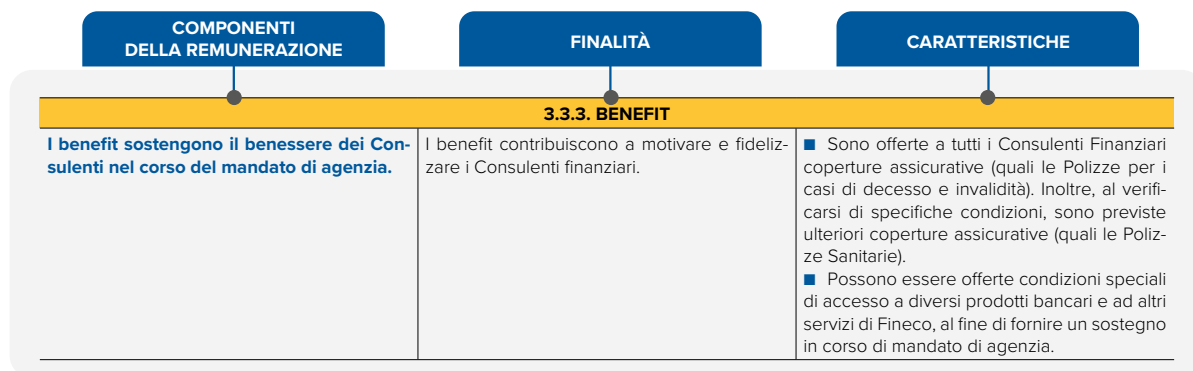 COMPONENTI
DELLA REMUNERAZIONE
FINALITÀ
CARATTERISTICHE
3.3.3. BENEFIT
I benefit sostengono il benessere dei Con-
sulenti nel corso del mandato di agenzia.
I benefit contribuiscono a motivare e fideliz-
zare i Consulenti finanziari.
■ Sono offerte a tutti i Consulenti Finanziari
coperture assicurative (quali le Polizze per i
casi di decesso e invalidità). Inoltre, al verifi-
carsi di specifiche condizioni, sono previste
ulteriori coperture assicurative (quali le Poliz-
ze Sanitarie).
■ Possono essere offerte condizioni speciali
di accesso a diversi prodotti bancari e ad altri
servizi di Fineco, al fine di fornire un sostegno
in corso di mandato di agenzia.